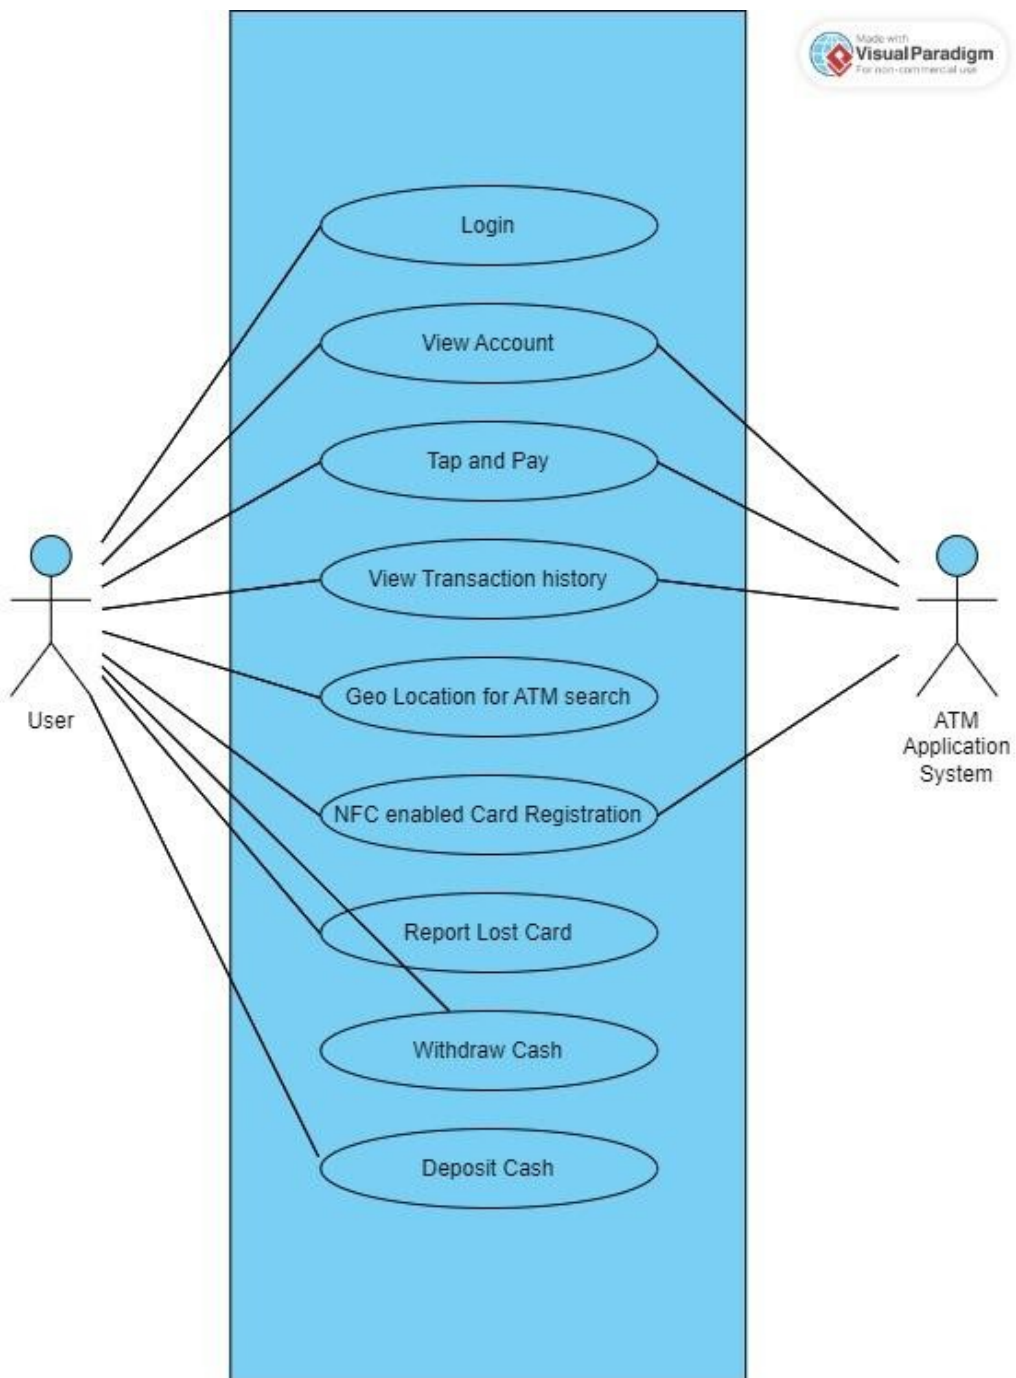 Made with
Visual Paradigm
For non-commercial use
Login
View Account
Tap and Pay
View Transaction history
Geo Location for ATM search
User
ATM
Application
System
NFC enabled Card Registration
Report Lost Card
Withdraw Cash
Deposit Cash